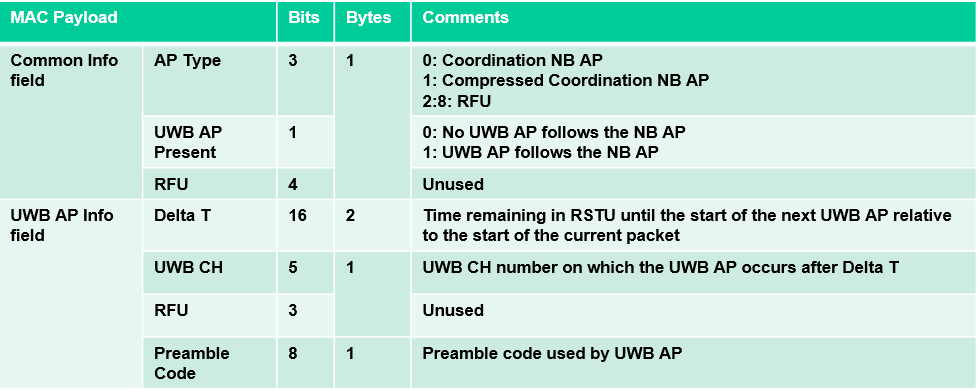 MAC Payload Bits Bytes Comments
Common Info AP Type 3 1 0: Coordination NB AP
field 1: Compressed Coordination NB AP
2:8: RFU
UWB AP 1 0: No UWB AP follows the NB AP
Present 1: UWB AP follows the NB AP
RFU 4 Unused
UWB AP Info Delta T 16 2 Time remaining in RSTU until the start of the next UWB AP relative
field to the start of the current packet
UWB CH 5 1 UWB CH number on which the UWB AP occurs after Delta T
RFU 3 Unused
Preamble 8 1 Preamble code used by UWB AP
Code